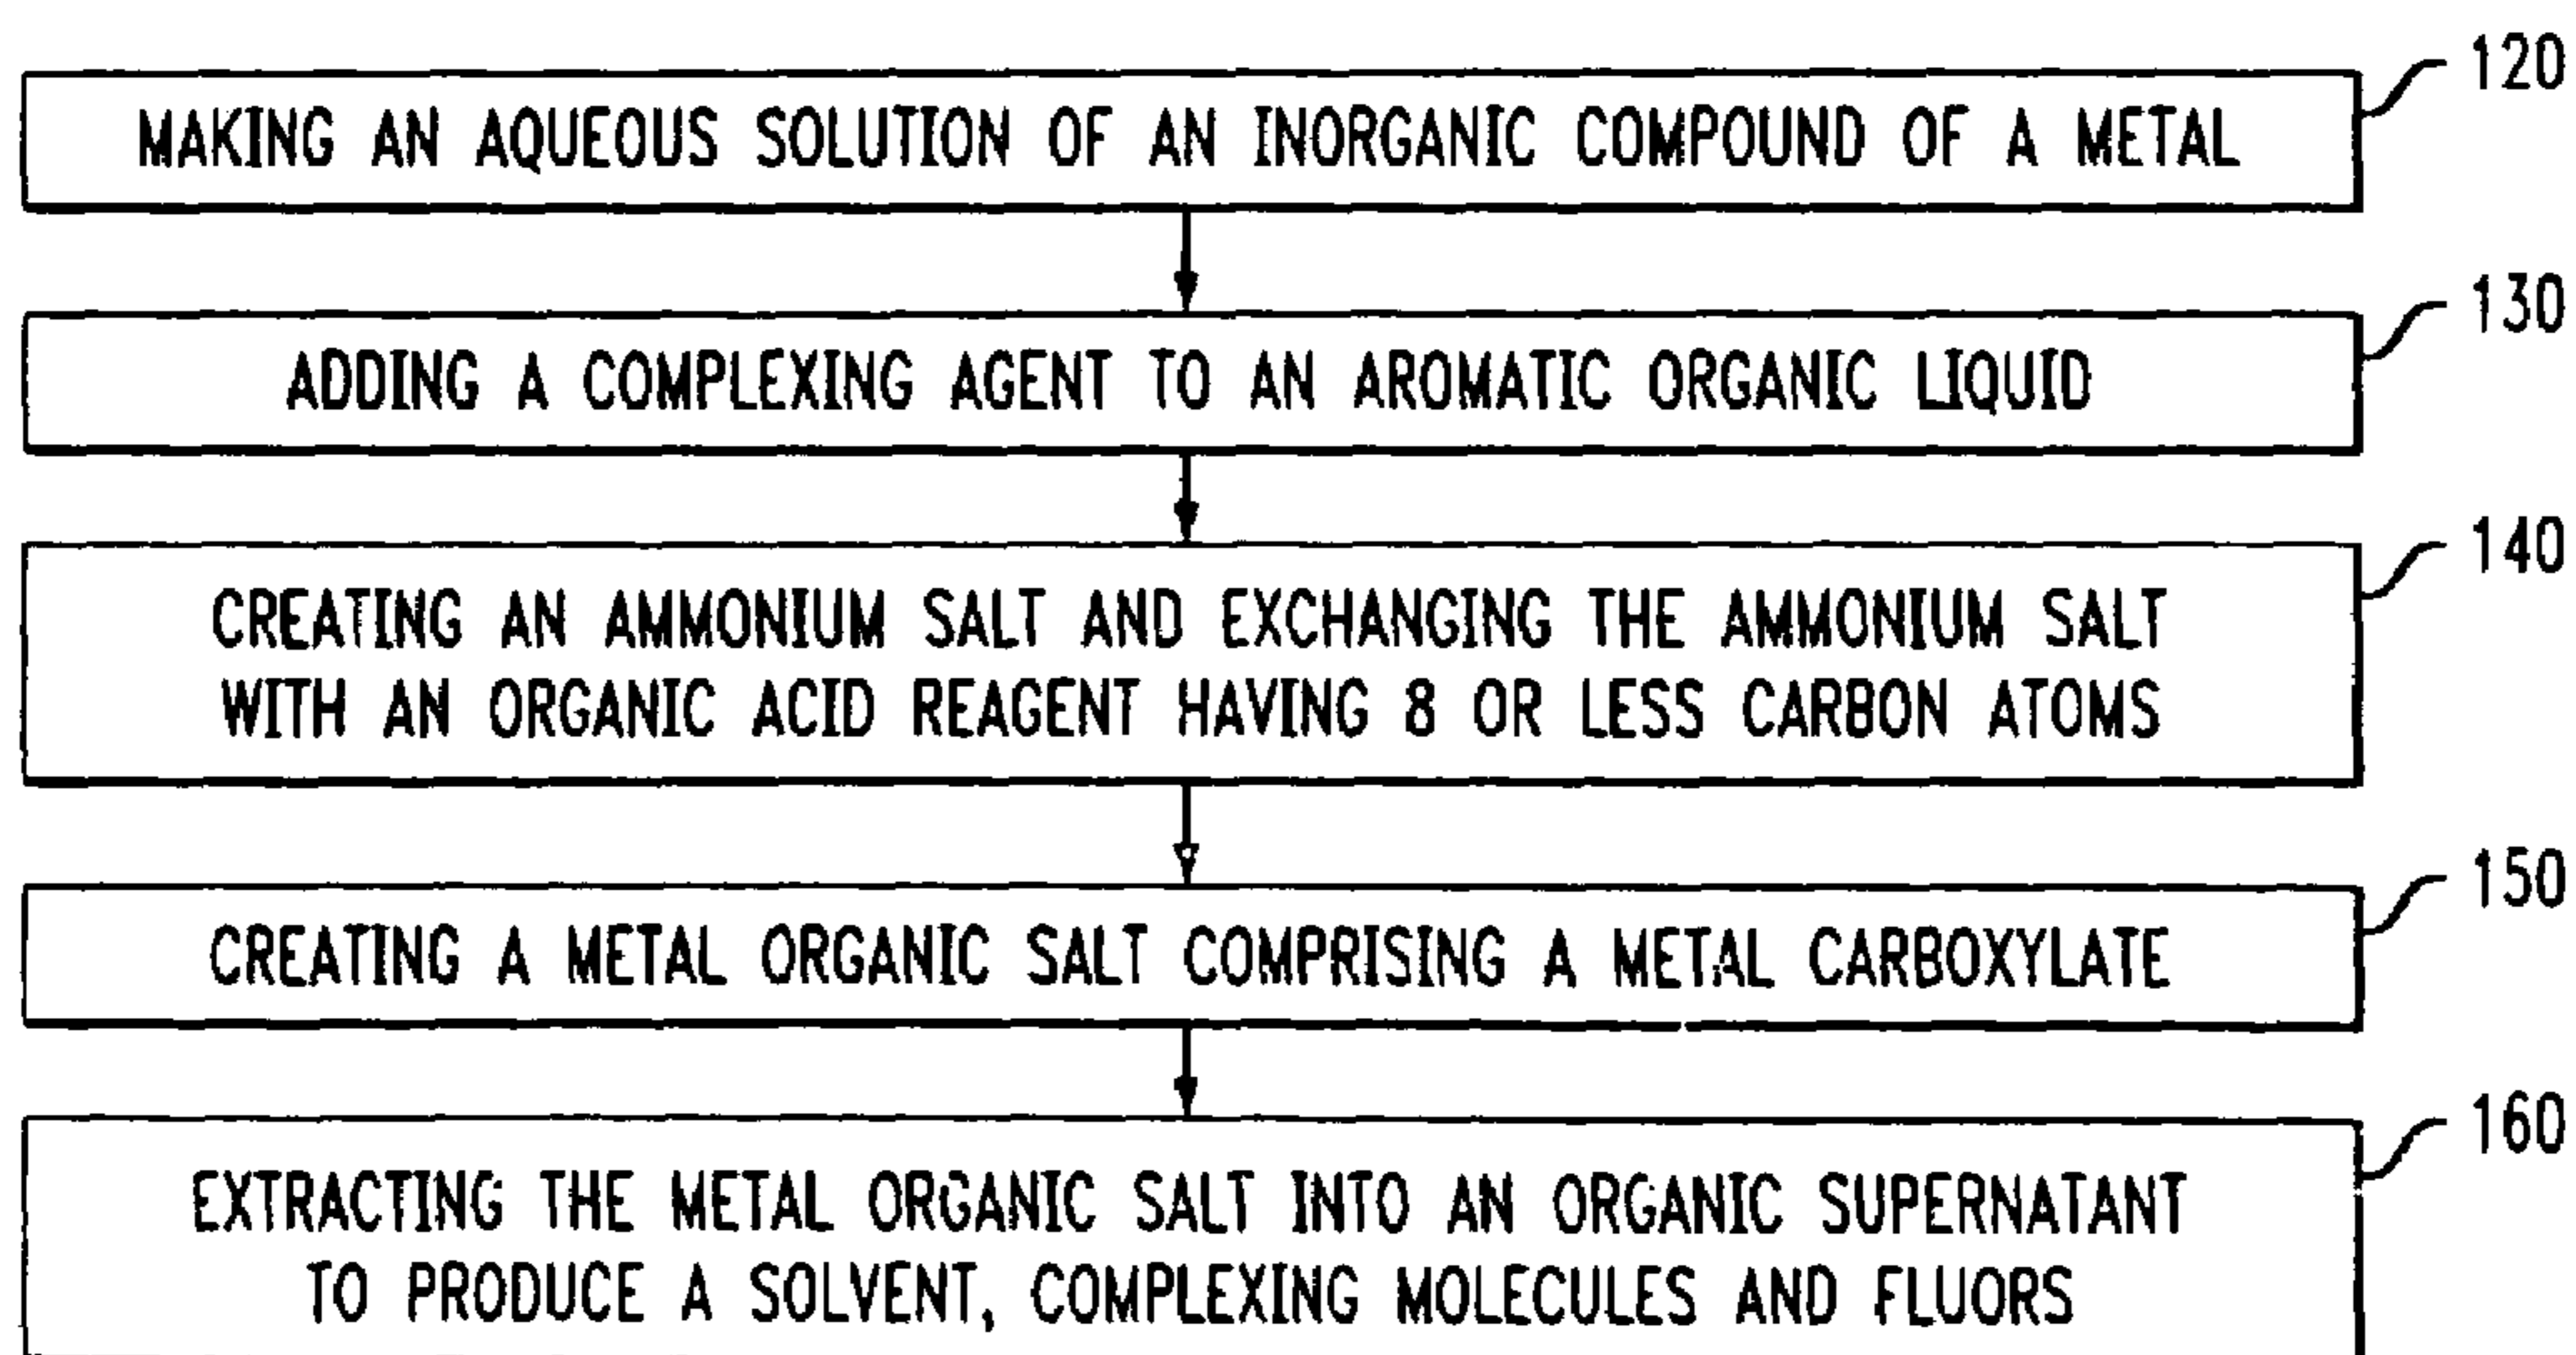 120
MAKING AN AQUEOUS SOLUTION OF AN INORGANIC COMPOUND OF A METAL
130
ADDING A COMPLEXING AGENT TO AN AROMATIC ORGANIC LIQUID
140
CREATING AN AMMONIUM SALT AND EXCHANGING THE AMMONIUM SALT
WITH AN ORGANIC ACID REAGENT HAVING 8 OR LESS CARBON ATOMS
150
CREATING A METAL ORGANIC SALT COMPRISING A METAL CARBOXYLATE
160
EXTRACTING THE METAL ORGANIC SALT INTO AN ORGANIC SUPERNATANT
TO PRODUCE A SOLVENT, COMPLEXING MOLECULES AND FLUORS